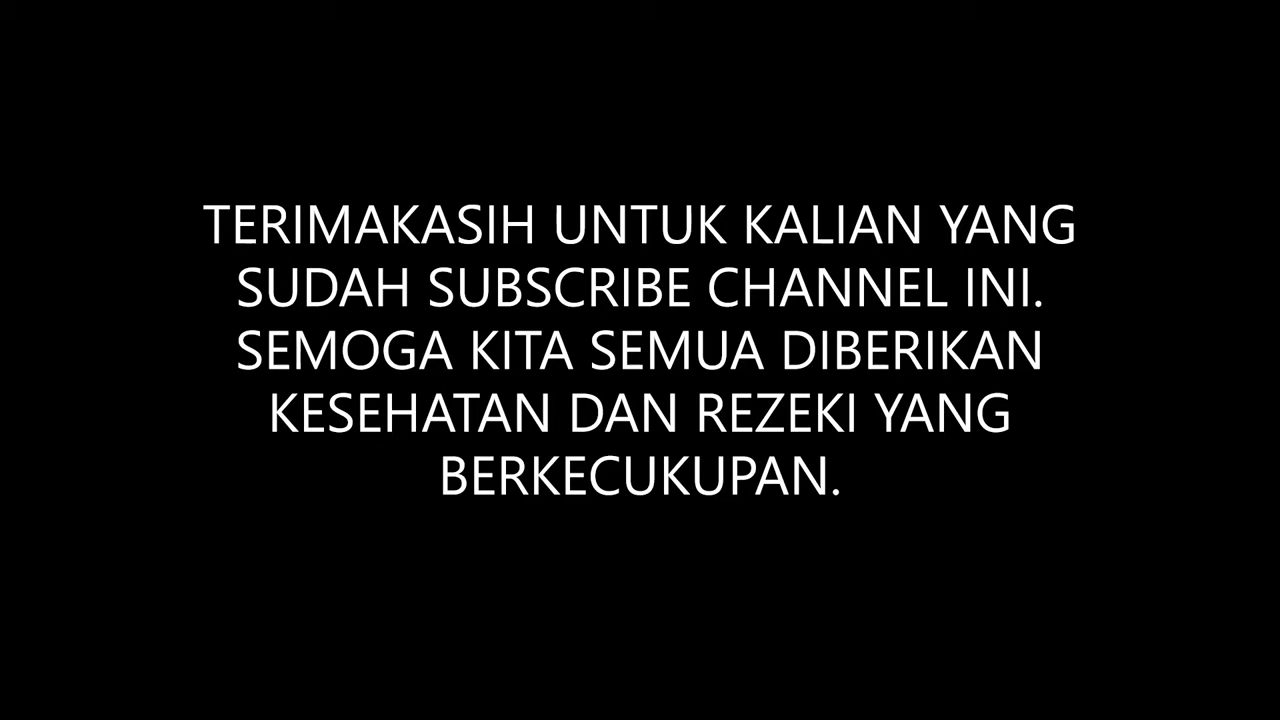 TERIMAKASIH UNTUK KALIAN YANG
SUDAH SUBSCRIBE CHANNEL INI.
SEMOGA KITA SEMUA DIBERIKAN
KESEHATAN DAN REZEKI YANG
BERKECUKUPAN.